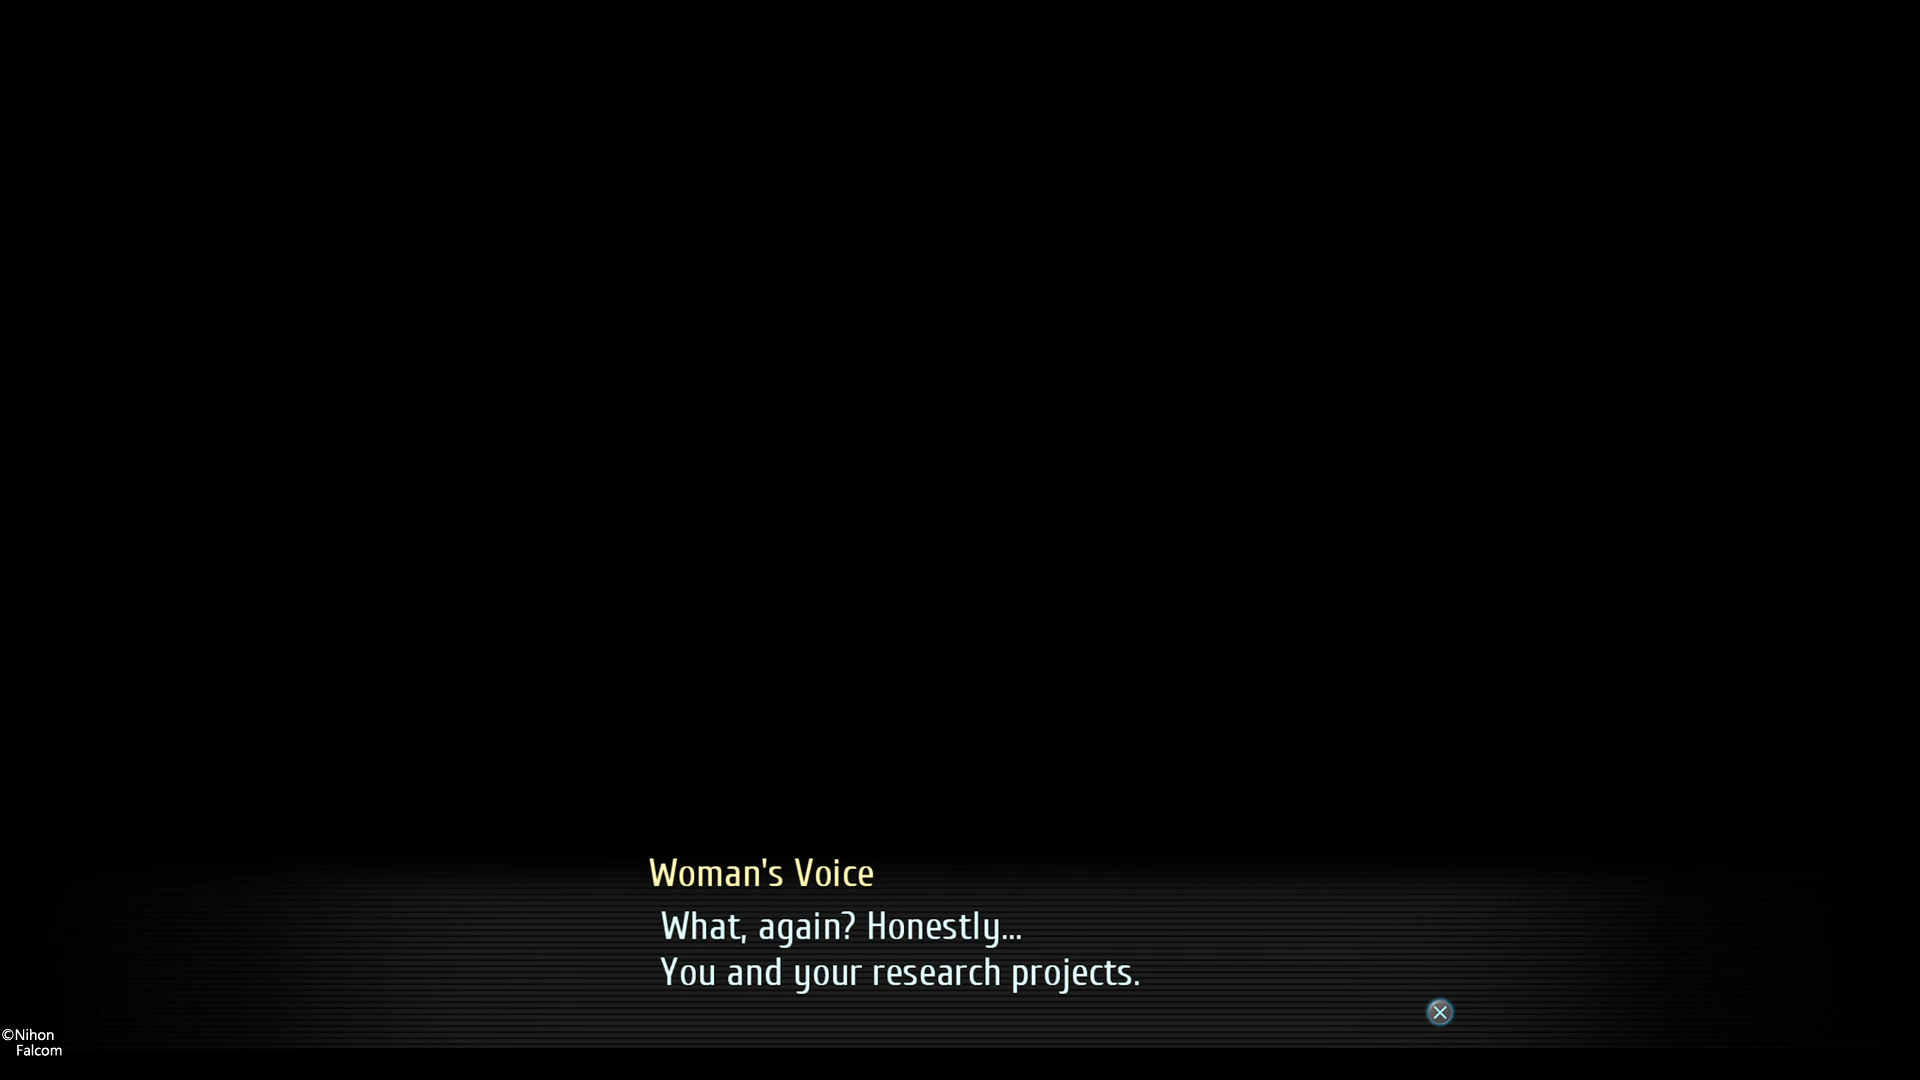 Woman's Voice
What, again? Honestly...
You and your research projects.
©Nihon
Falcom